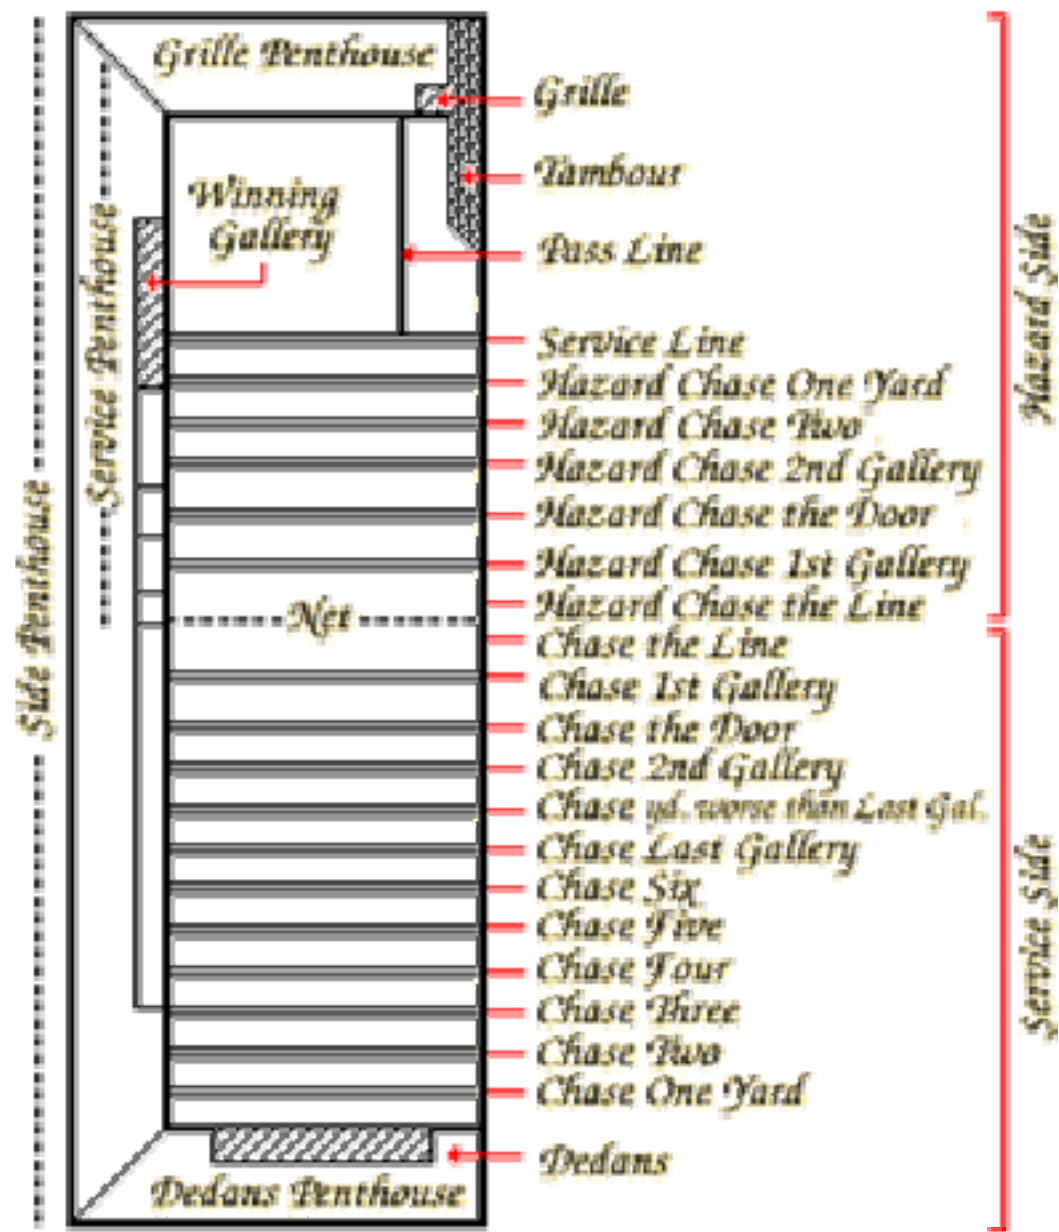 Grille Penthouse
Grille
Tambour
Winning
Gallery
Pass Line
Service Penthouse
Side Penthouse
Hazard Side
Service Line
Hazard Chase One Yard
Hazard Chase Two
Hazard Chase 2nd Gallery
Hazard Chase the Door
Hazard Chase 1st Gallery
Hazard Chase the Line
Net
Chase the Line
Chase 1st Gallery
Chase the Door
Chase 2nd Gallery
Chase yd. worse than Last Gal.
Chase Last Gallery
Chase Six
Chase Five
Chase Four
Chase Three
Chase Two
Chase One Yard
Service Side
Dedans
Dedans Penthouse